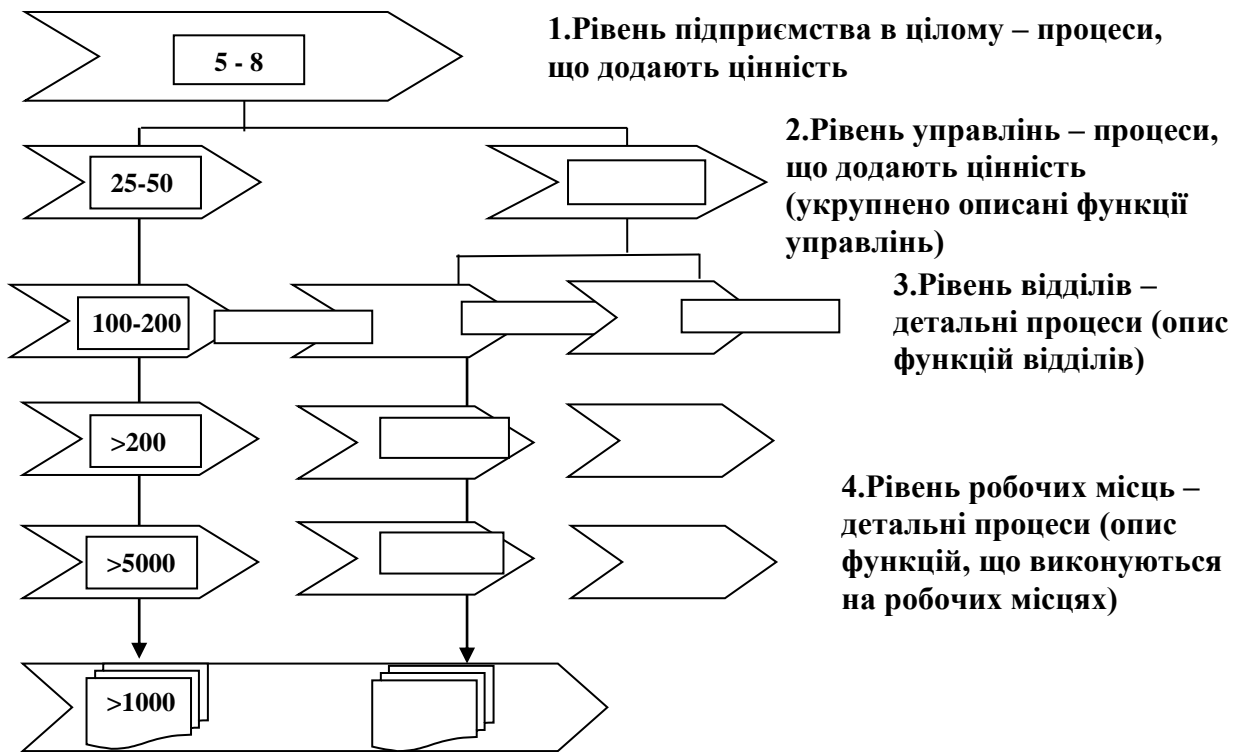 5 - 8
1.Рівень підприємства в цілому – процеси,
що додають цінність
25-50
2.Рівень управлінь – процеси,
що додають цінність
(укрупнено описані функції
управлінь)
100-200
3.Рівень відділів –
детальні процеси (опис
функцій відділів)
>200
>5000
4.Рівень робочих місць –
детальні процеси (опис
функцій, що виконуються
на робочих місцях)
>1000